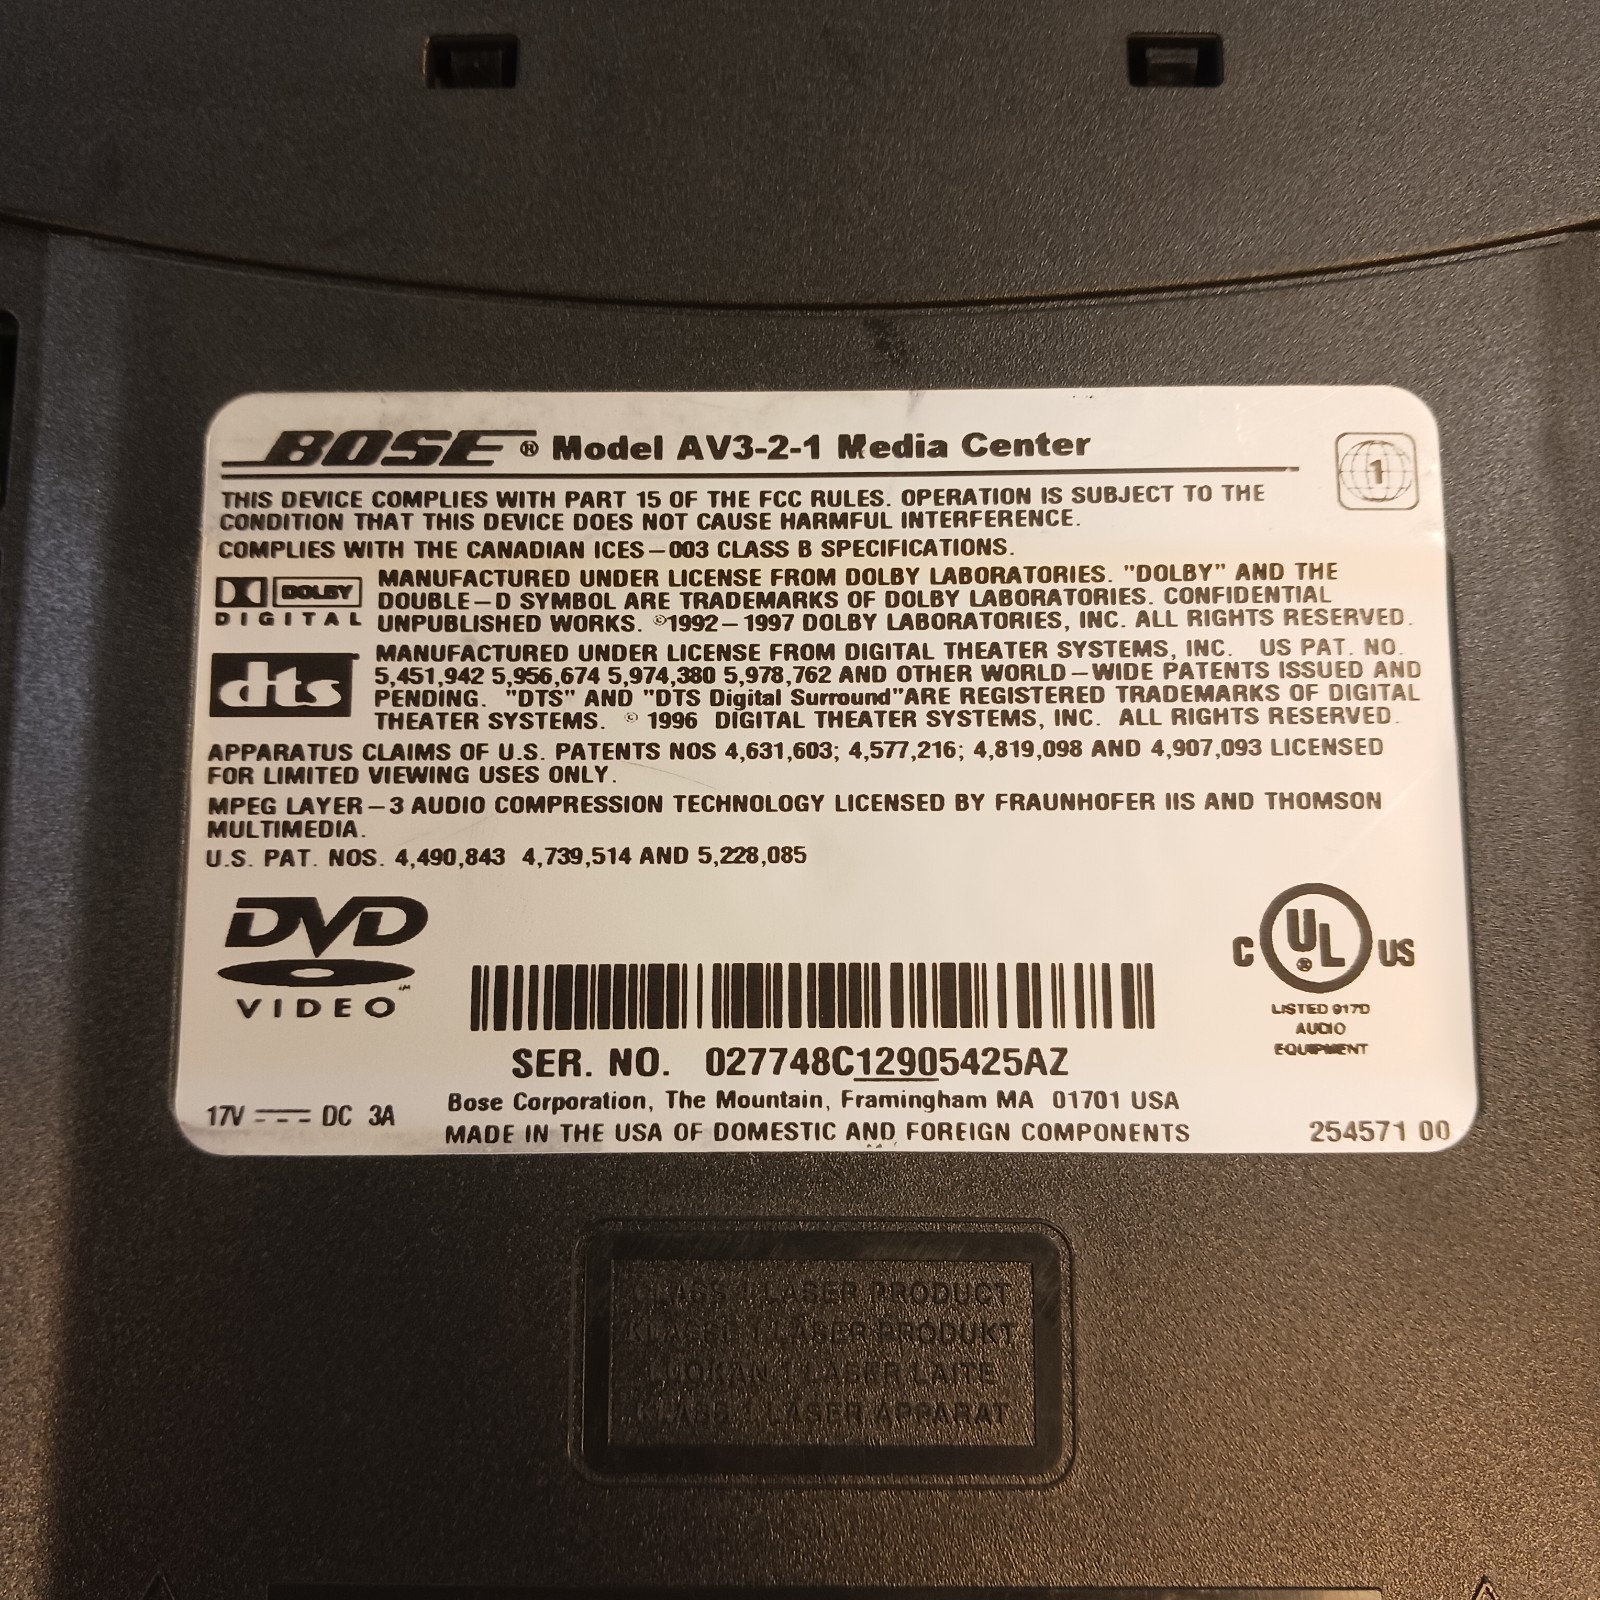 BOSE® Model AV3-2-1 Media Center
1
THIS DEVICE COMPLIES WITH PART 15 OF THE FCC RULES. OPERATION IS SUBJECT TO THE
CONDITION THAT THIS DEVICE DOES NOT CAUSE HARMFUL INTERFERENCE.
COMPLIES WITH THE CANADIAN ICES–003 CLASS B SPECIFICATIONS.
DOLBY
DIGITAL
MANUFACTURED UNDER LICENSE FROM DOLBY LABORATORIES. "DOLBY" AND THE
DOUBLE–D SYMBOL ARE TRADEMARKS OF DOLBY LABORATORIES. CONFIDENTIAL
UNPUBLISHED WORKS. ©1992–1997 DOLBY LABORATORIES, INC. ALL RIGHTS RESERVED.
dts
MANUFACTURED UNDER LICENSE FROM DIGITAL THEATER SYSTEMS, INC. US PAT. NO.
5,451,942 5,956,674 5,974,380 5,978,762 AND OTHER WORLD–WIDE PATENTS ISSUED AND
PENDING. "DTS" AND "DTS Digital Surround"ARE REGISTERED TRADEMARKS OF DIGITAL
THEATER SYSTEMS. © 1996 DIGITAL THEATER SYSTEMS, INC. ALL RIGHTS RESERVED.
APPARATUS CLAIMS OF U.S. PATENTS NOS 4,631,603; 4,577,216; 4,819,098 AND 4,907,093 LICENSED
FOR LIMITED VIEWING USES ONLY.
MPEG LAYER–3 AUDIO COMPRESSION TECHNOLOGY LICENSED BY FRAUNHOFER IIS AND THOMSON
MULTIMEDIA.
U.S. PAT. NOS. 4,490,843 4,739,514 AND 5,228,085
DVD
VIDEO™
C UL® US
LISTED 917D
AUDIO
EQUIPMENT
SER. NO. 027748C12905425AZ
17V DC 3A
Bose Corporation, The Mountain, Framingham MA 01701 USA
MADE IN THE USA OF DOMESTIC AND FOREIGN COMPONENTS
254571 00
CLASS 1 LASER PRODUCT
KLASSE 1 LASER PRODUKT
LUOKAN 1 LASER LAITE
KLASS 1 LASER APPARAT